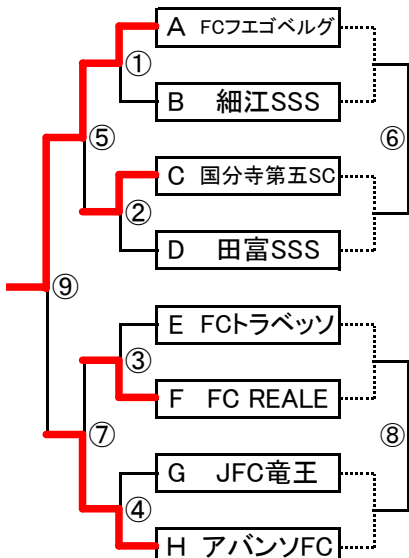 A FCフエゴベルグ
①
B 細江SSS
⑤
⑥
C 国分寺第五SC
②
D 田富SSS
⑨
E FCトラベッソ
③
F FC REALE
⑦
⑧
G JFC竜王
④
H アバンソFC